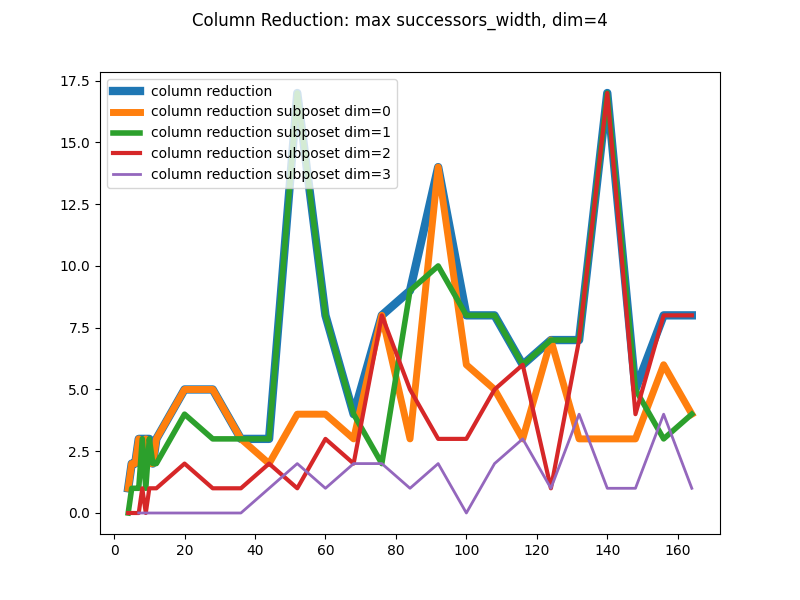 Column Reduction: max successors_width, dim=4
17.5
15.0
12.5
10.0
7.5
5.0
2.5
0.0
column reduction
column reduction subposet dim=0
column reduction subposet dim=1
column reduction subposet dim=2
column reduction subposet dim=3
0 20 40 60 80 100 120 140 160